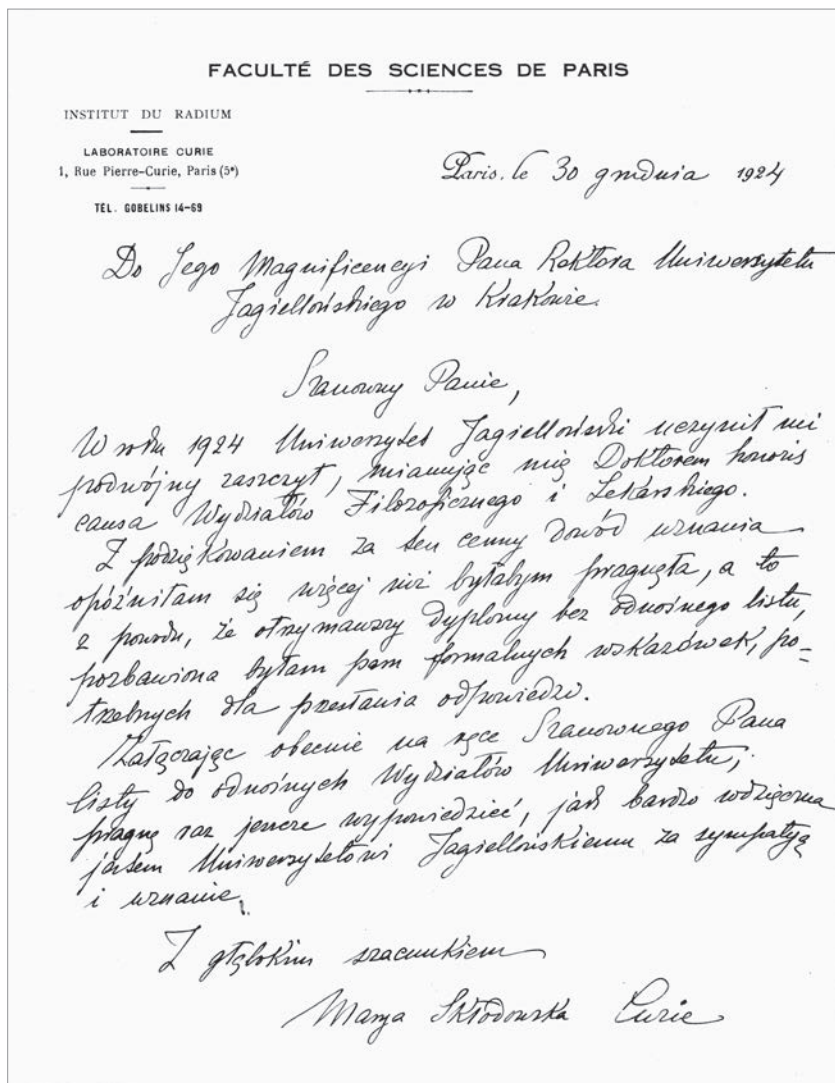 FACULTÉ DES SCIENCES DE PARIS
INSTITUT DU RADIUM
LABORATOIRE CURIE
1, Rue Pierre-Curie, Paris (5e)
TÉL. GOBELINS 14-69
Paris, le 30 grudnia 1924
Do Jego Magnificencyi Pana Rektora Uniwersytetu
Jagiellońskiego w Krakowie.
Szanowny Panie,
W roku 1924 Uniwersytet Jagielloński uczynił mi
podwójny zaszczyt, mianując mię Doktorem honoris
causa Wydziałów Filozoficznego i Lekarskiego.
Z podziękowaniem za ten cenny dowód uznania
opóźniłam się więcej niż byłabym pragnęła, a to
z powodu, że otrzymawszy dyplomy bez odnośnego listu,
pozbawiona byłam formalnych wskazówek, po-
trzebnych dla przesłania odpowiedzi.
Załączając obecnie na ręce Szanownego Pana
listy do odnośnych Wydziałów Uniwersytetu,
pragnę raz jeszcze wypowiedzieć, jak bardzo wdzięczna
jestem Uniwersytetowi Jagiellońskiemu za sympatyą
i uznanie.
Z głębokim szacunkiem
Marya Skłodowska Curie